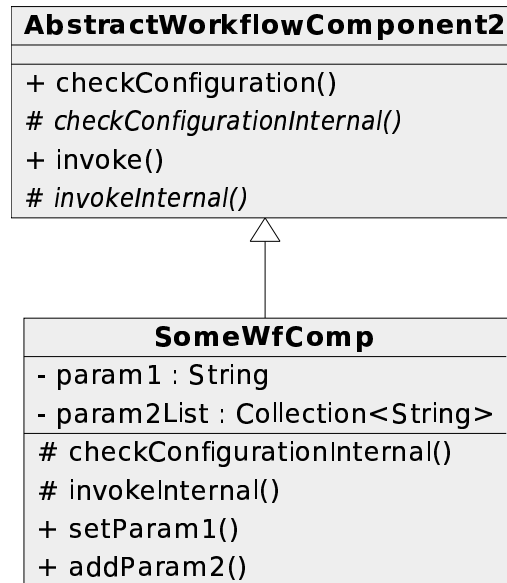 AbstractWorkflowComponent2
+ checkConfiguration()
# checkConfigurationInternal()
+ invoke()
# invokeInternal()
SomeWfComp
- param1 : String
- param2List : Collection<String>
# checkConfigurationInternal()
# invokeInternal()
+ setParam1()
+ addParam2()